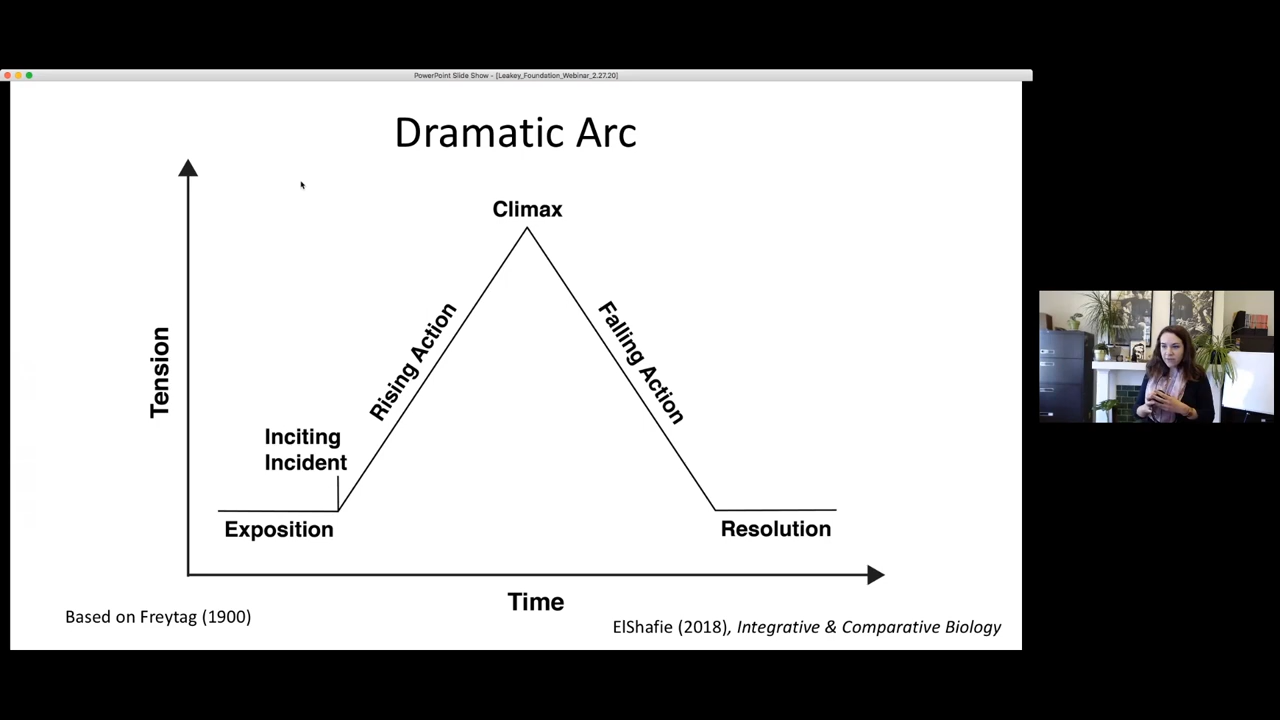 PowerPoint Slide Show - [Leakey_Foundation_Webinar_2.27.20]
Dramatic Arc
Climax
Rising Action
Falling Action
Tension
Inciting
Incident
Exposition
Resolution
Time
Based on Freytag (1900)
ElShafie (2018), Integrative & Comparative Biology